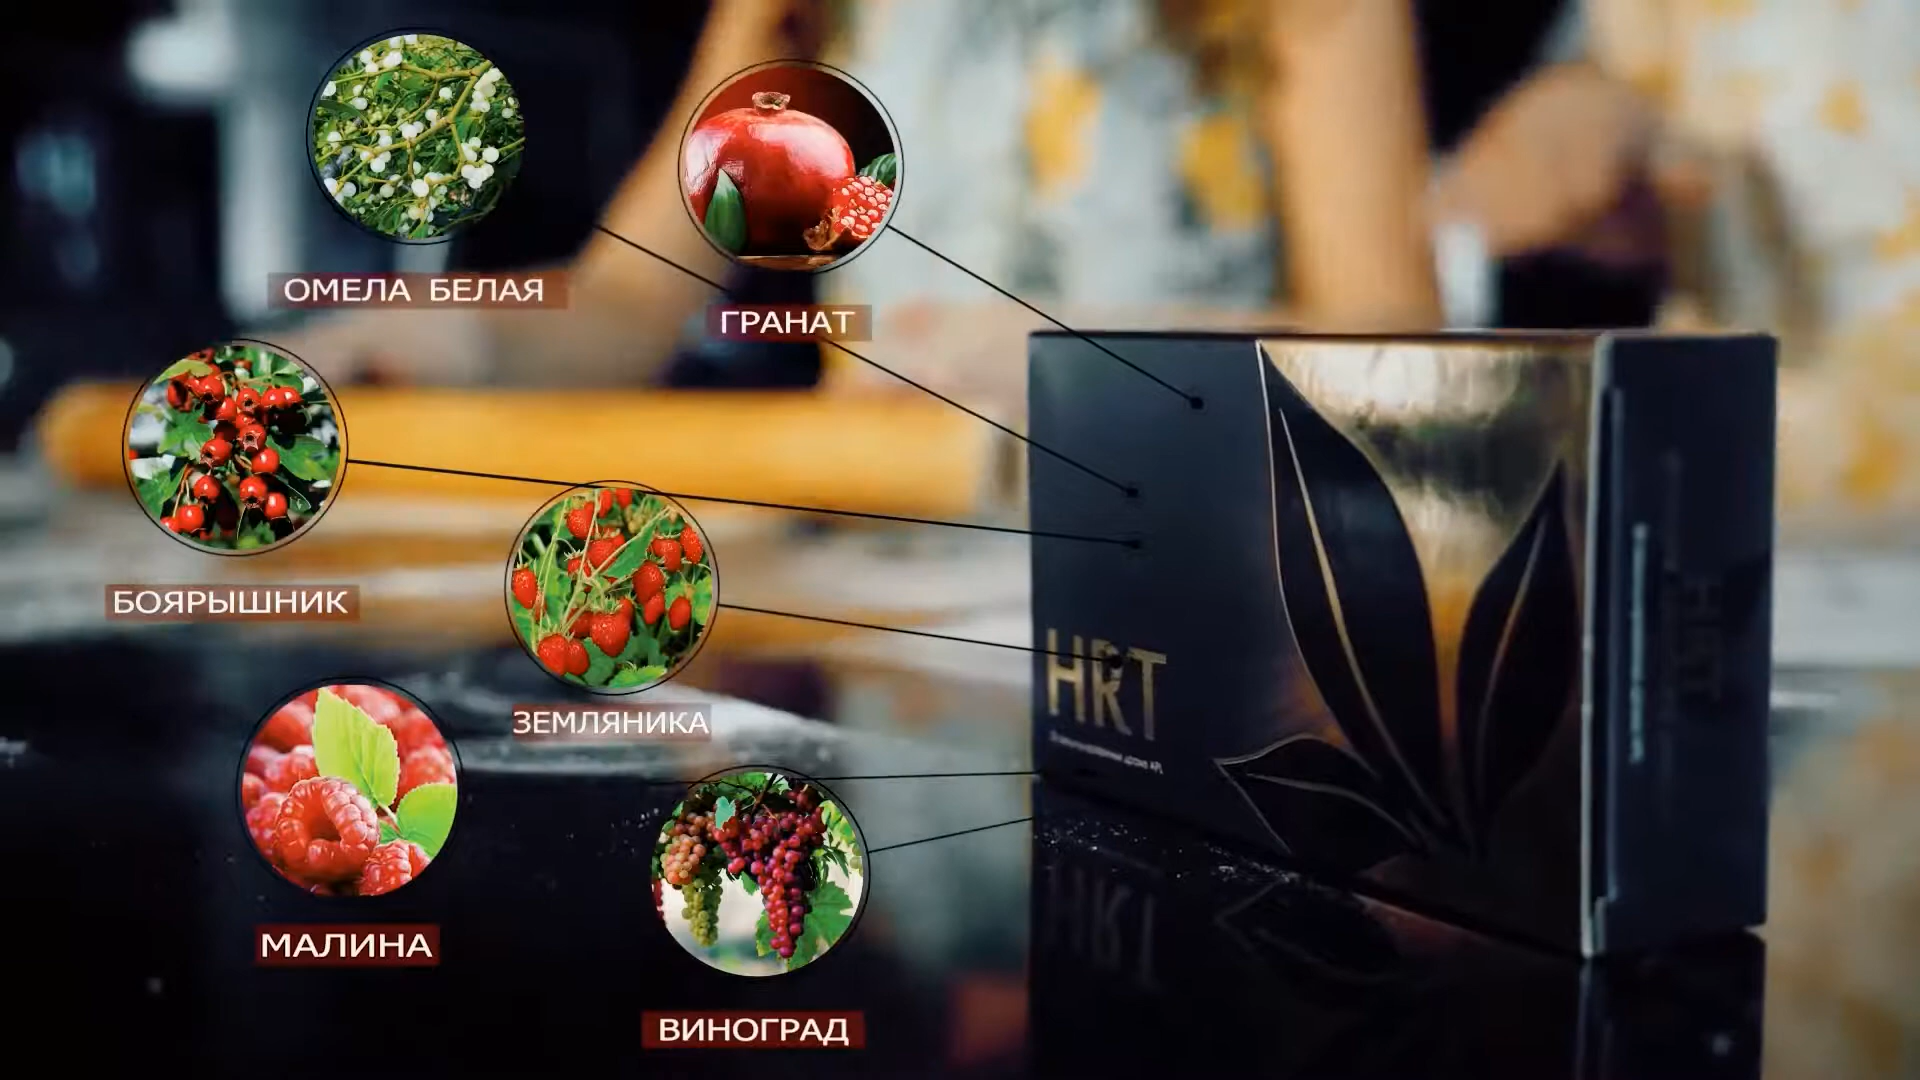 ОМЕЛА БЕЛАЯ
ГРАНАТ
БОЯРЫШНИК
ЗЕМЛЯНИКА
МАЛИНА
ВИНОГРАД
HRT